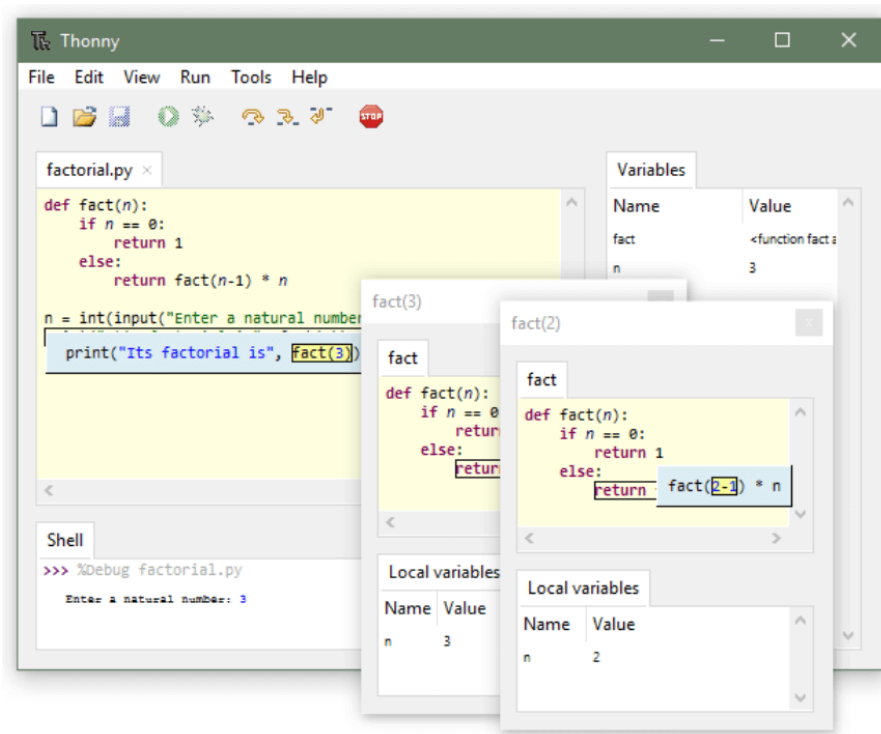 Thonny
File Edit View Run Tools Help
STOP
factorial.py
def fact(n):
if n == 0:
return 1
else:
return fact(n-1) * n
n = int(input("Enter a natural number
print("Its factorial is", fact(3))
Shell
>>> %Debug factorial.py
Enter a natural number: 3
Variables
Name Value
fact <function fact a
n 3
fact(3)
fact
def fact(n):
if n == 0
retur
else:
retur
Local variables
Name Value
n 3
fact(2)
fact
def fact(n):
if n == 0:
return 1
else:
return fact(2-1) * n
Local variables
Name Value
n 2